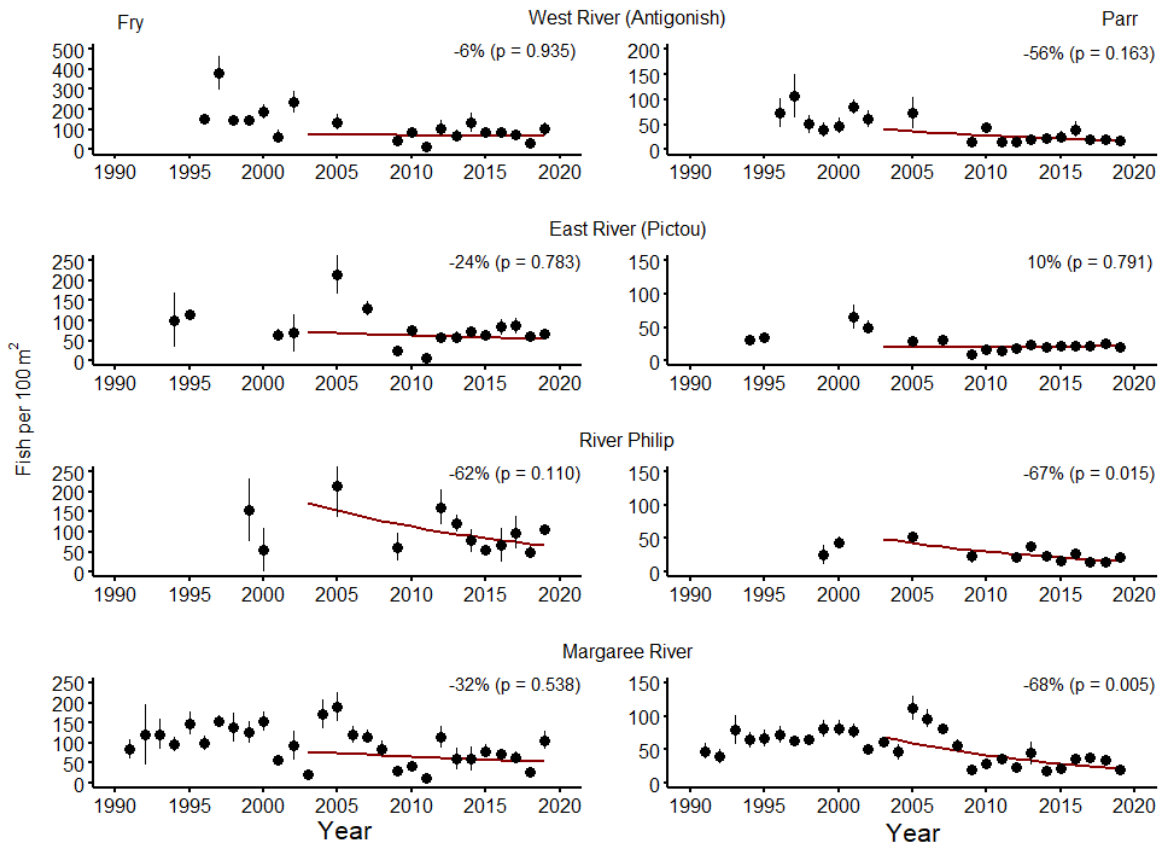 West River (Antigonish)
Fry
Parr
-6% (p = 0.935)
500
400
300
200
100
0
1990 1995 2000 2005 2010 2015 2020
-56% (p = 0.163)
200
150
100
50
0
1990 1995 2000 2005 2010 2015 2020
East River (Pictou)
-24% (p = 0.783)
250
200
150
100
50
0
1990 1995 2000 2005 2010 2015 2020
10% (p = 0.791)
150
100
50
0
1990 1995 2000 2005 2010 2015 2020
Fish per 100 m²
River Philip
-62% (p = 0.110)
250
200
150
100
50
0
1990 1995 2000 2005 2010 2015 2020
-67% (p = 0.015)
150
100
50
0
1990 1995 2000 2005 2010 2015 2020
Margaree River
-32% (p = 0.538)
250
200
150
100
50
0
1990 1995 2000 2005 2010 2015 2020
Year
-68% (p = 0.005)
150
100
50
0
1990 1995 2000 2005 2010 2015 2020
Year